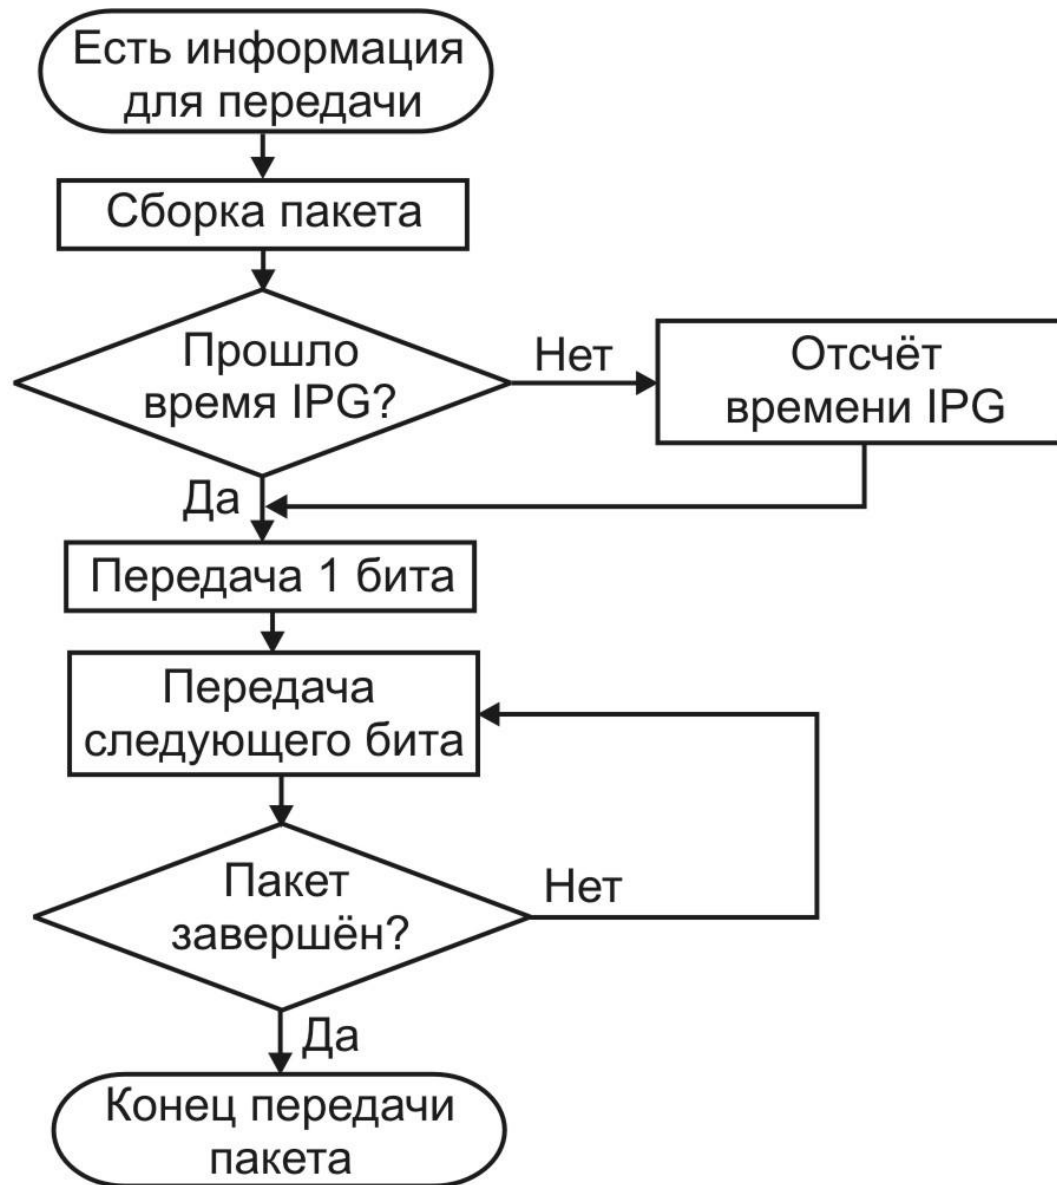 Есть информация
для передачи
Сборка пакета
Прошло
время IPG?
Нет
Отсчёт
времени IPG
Да
Передача 1 бита
Передача
следующего бита
Пакет
завершён?
Нет
Да
Конец передачи
пакета